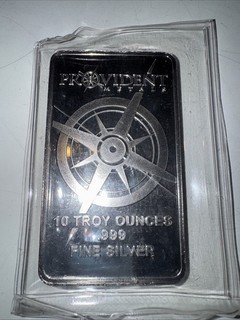 PROVIDENT
METALS
10 TROY OUNCES
.999
FINE SILVER